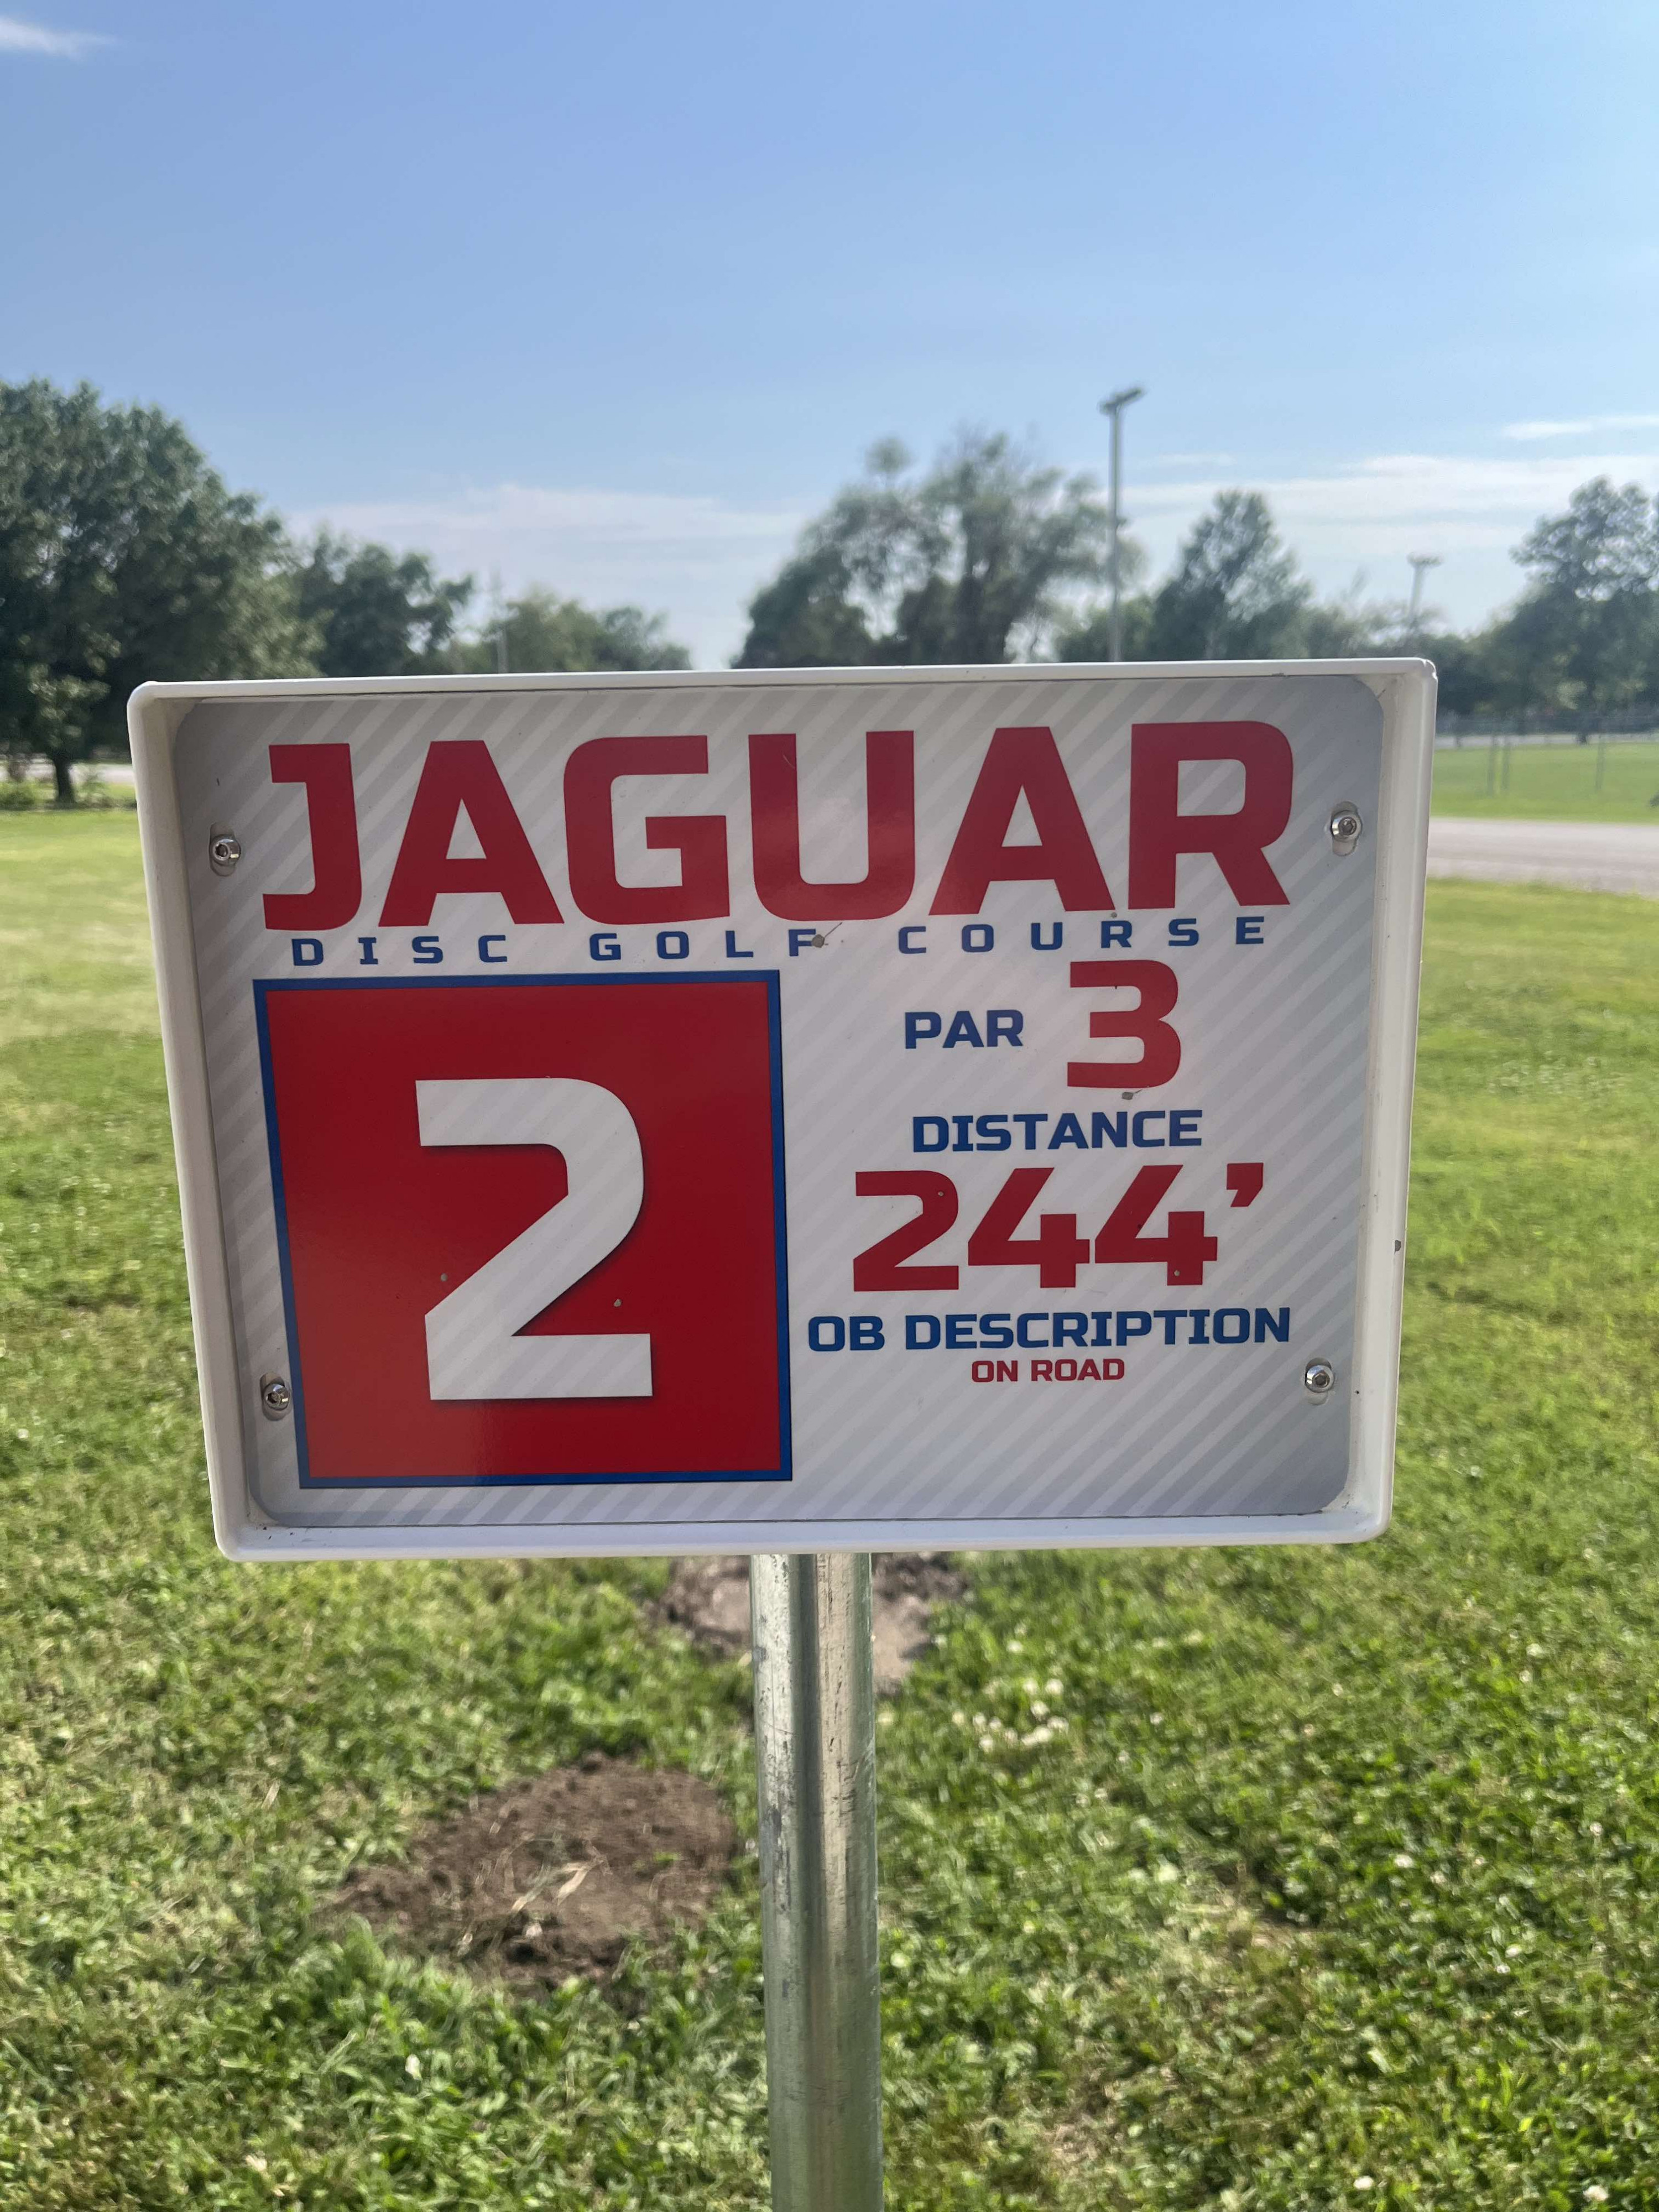 JAGUAR
DISC GOLF COURSE
2
PAR 3
DISTANCE
244’
OB DESCRIPTION
ON ROAD